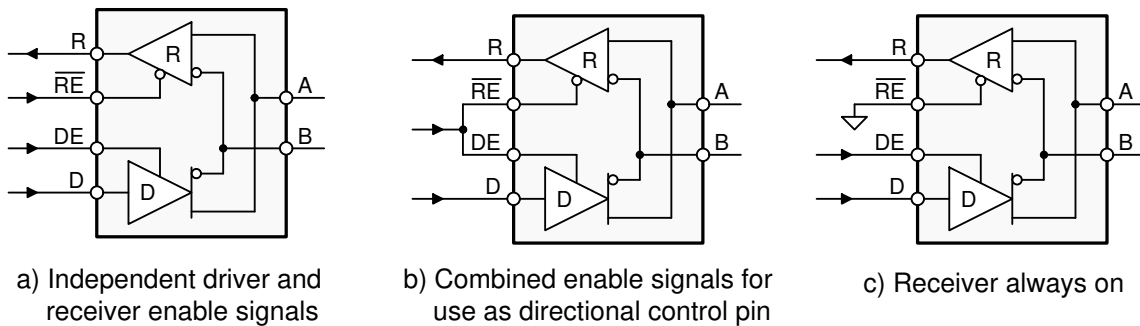 R
R
RE
A
DE
B
D
D
a) Independent driver and
receiver enable signals
R
R
RE
A
DE
B
D
D
b) Combined enable signals for
use as directional control pin
R
R
RE
A
DE
B
D
D
c) Receiver always on